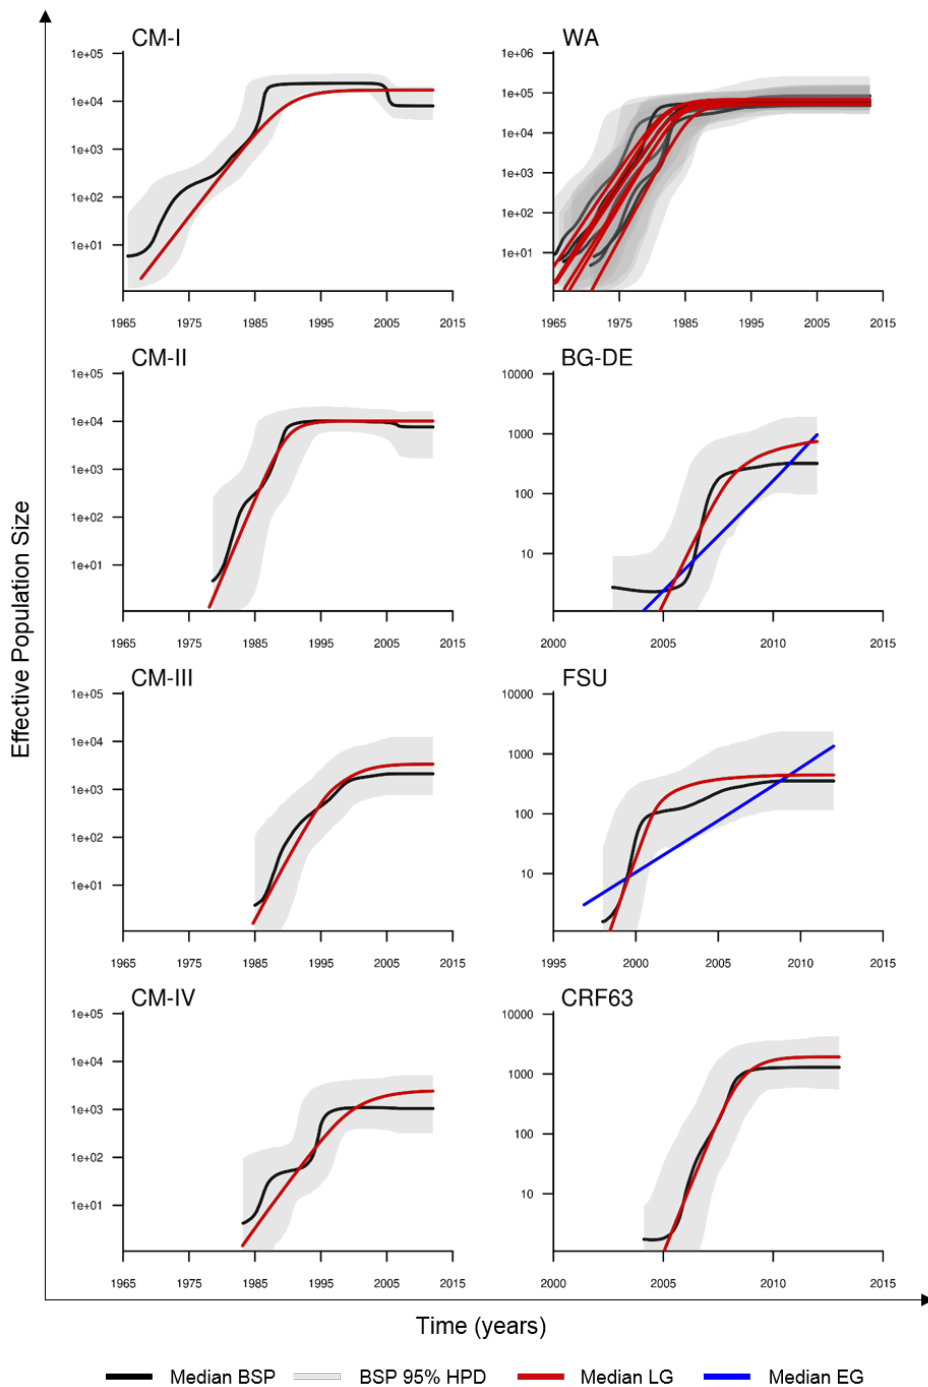 CM-I
1e+05
1e+04
1e+03
1e+02
1e+01
1965 1975 1985 1995 2005 2015
WA
1e+06
1e+05
1e+04
1e+03
1e+02
1e+01
1965 1975 1985 1995 2005 2015
CM-II
1e+05
1e+04
1e+03
1e+02
1e+01
1965 1975 1985 1995 2005 2015
BG-DE
10000
1000
100
10
2000 2005 2010 2015
CM-III
1e+05
1e+04
1e+03
1e+02
1e+01
1965 1975 1985 1995 2005 2015
FSU
10000
1000
100
10
1995 2000 2005 2010 2015
CM-IV
1e+05
1e+04
1e+03
1e+02
1e+01
1965 1975 1985 1995 2005 2015
CRF63
10000
1000
100
10
2000 2005 2010 2015
Effective Population Size
Time (years)
Median BSP BSP 95% HPD Median LG Median EG